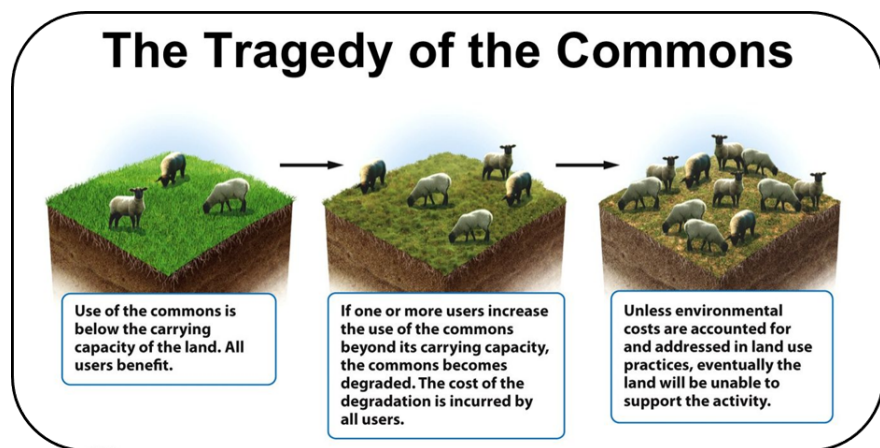 The Tragedy of the Commons
Use of the commons is
below the carrying
capacity of the land. All
users benefit.
If one or more users increase
the use of the commons
beyond its carrying capacity,
the commons becomes
degraded. The cost of the
degradation is incurred by
all users.
Unless environmental
costs are accounted for
and addressed in land use
practices, eventually the
land will be unable to
support the activity.